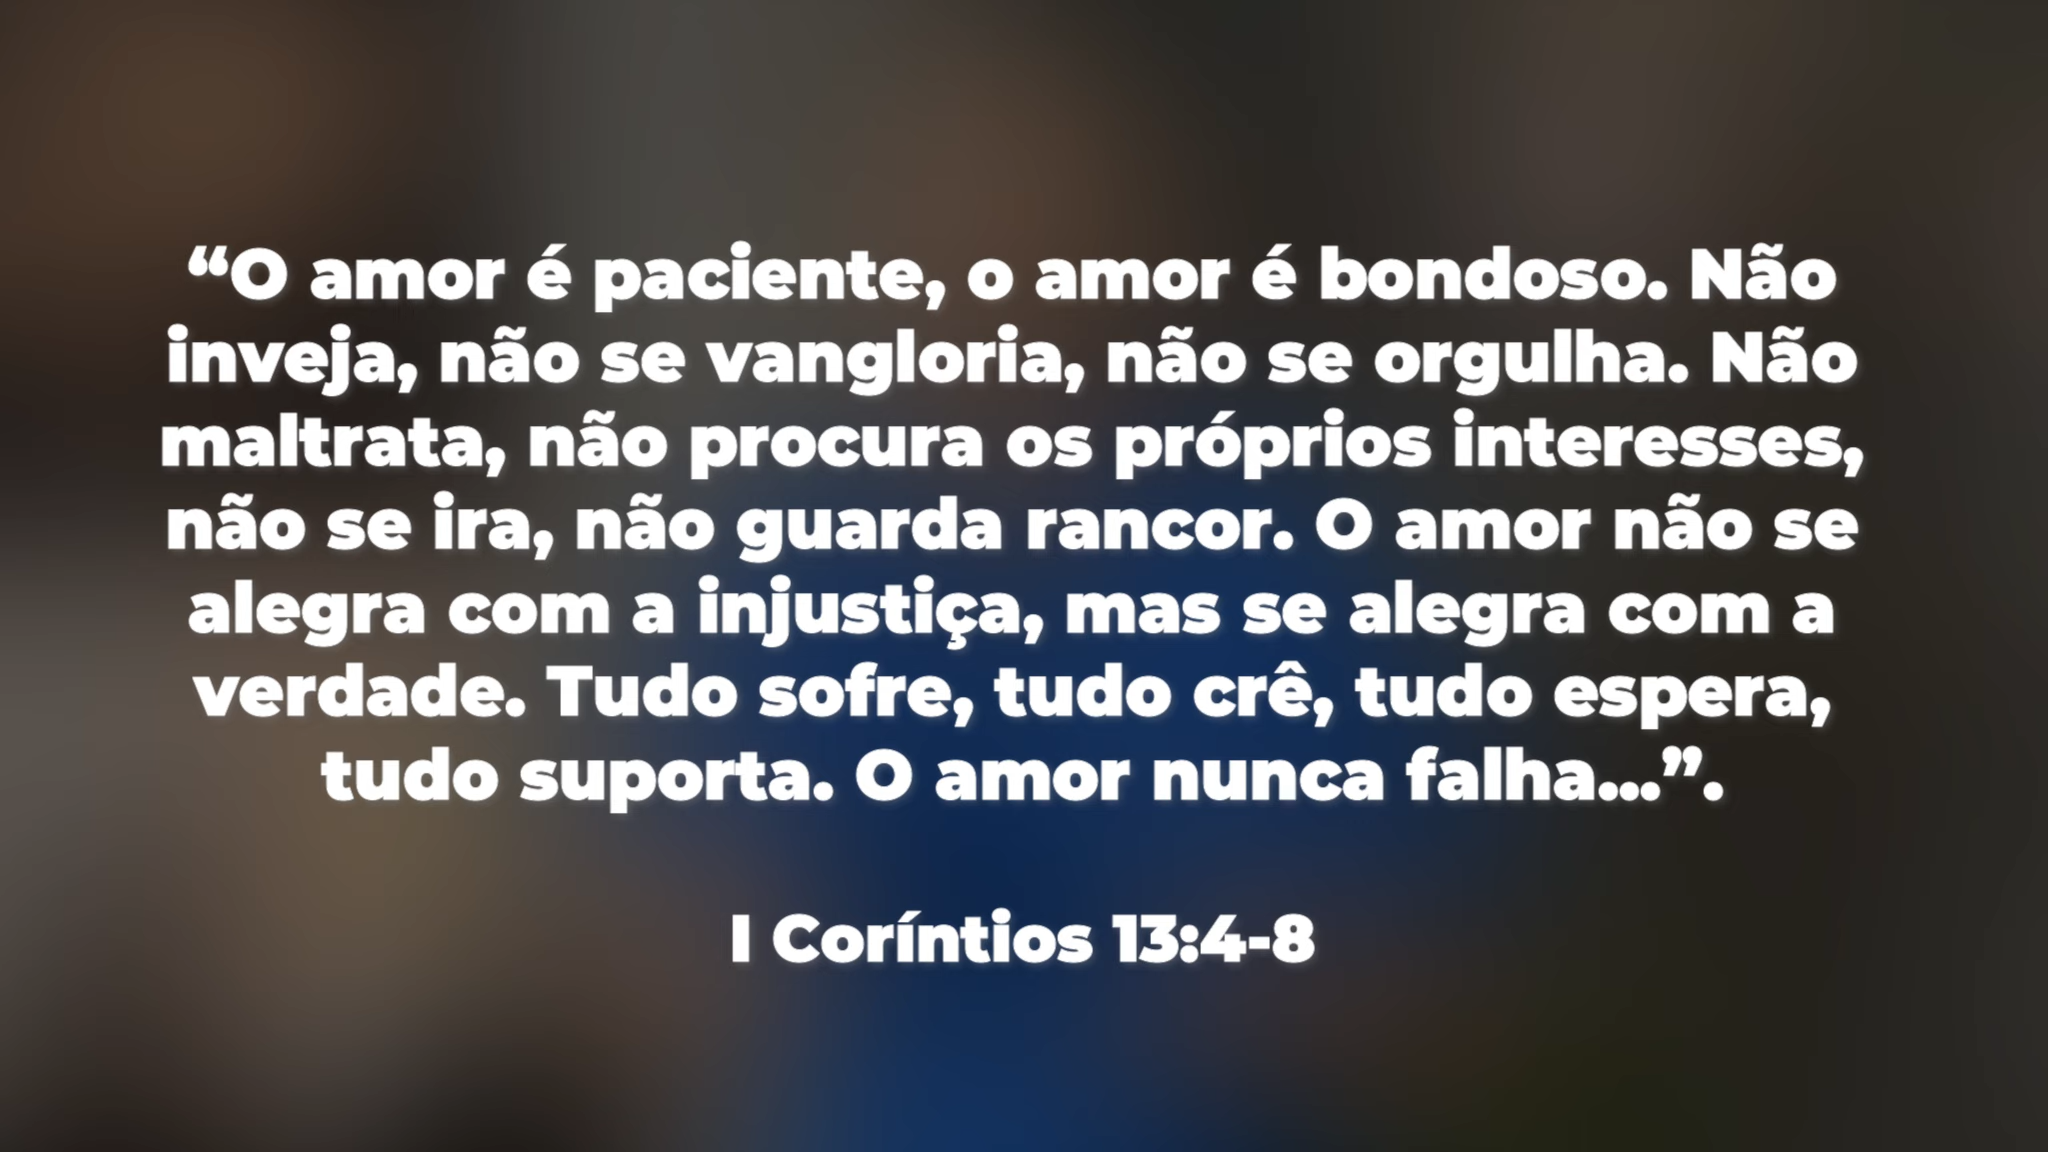 “O amor é paciente, o amor é bondoso. Não
inveja, não se vangloria, não se orgulha. Não
maltrata, não procura os próprios interesses,
não se ira, não guarda rancor. O amor não se
alegra com a injustiça, mas se alegra com a
verdade. Tudo sofre, tudo crê, tudo espera,
tudo suporta. O amor nunca falha...”.
I Coríntios 13:4-8